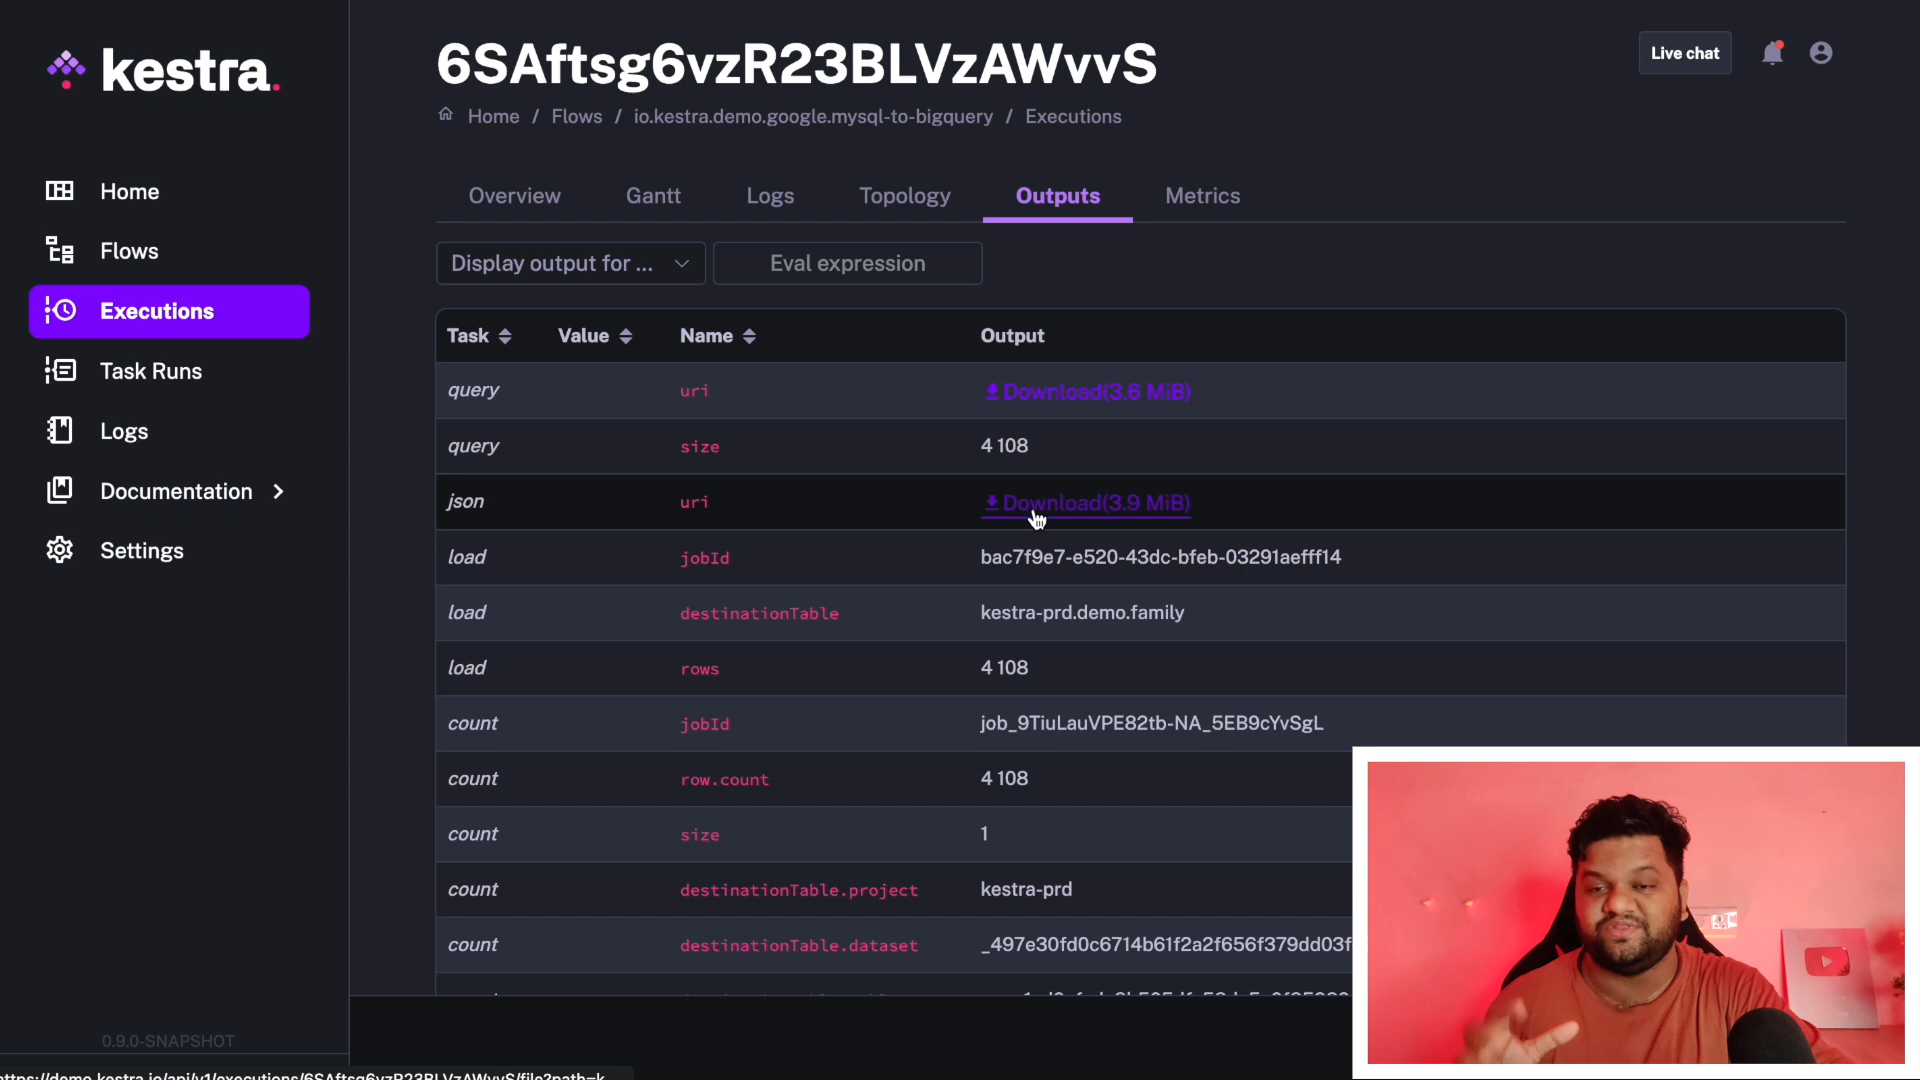 kestra.
6SAftsg6vzR23BLVzAWvvS
Live chat
Home / Flows / io.kestra.demo.google.mysql-to-bigquery / Executions
Home
Flows
Executions
Task Runs
Logs
Documentation
Settings
0.9.0-SNAPSHOT
Overview Gantt Logs Topology Outputs Metrics
Display output for ... Eval expression
Task Value Name Output
query uri Download(3.6 MiB)
query size 4 108
json uri Download(3.9 MiB)
load jobId bac7f9e7-e520-43dc-bfeb-03291aefff14
load destinationTable kestra-prd.demo.family
load rows 4 108
count jobId job_9TiuLauVPE82tb-NA_5EB9cYvSgL
count row.count 4 108
count size 1
count destinationTable.project kestra-prd
count destinationTable.dataset _497e30fd0c6714b61f2a2f656f379dd03f